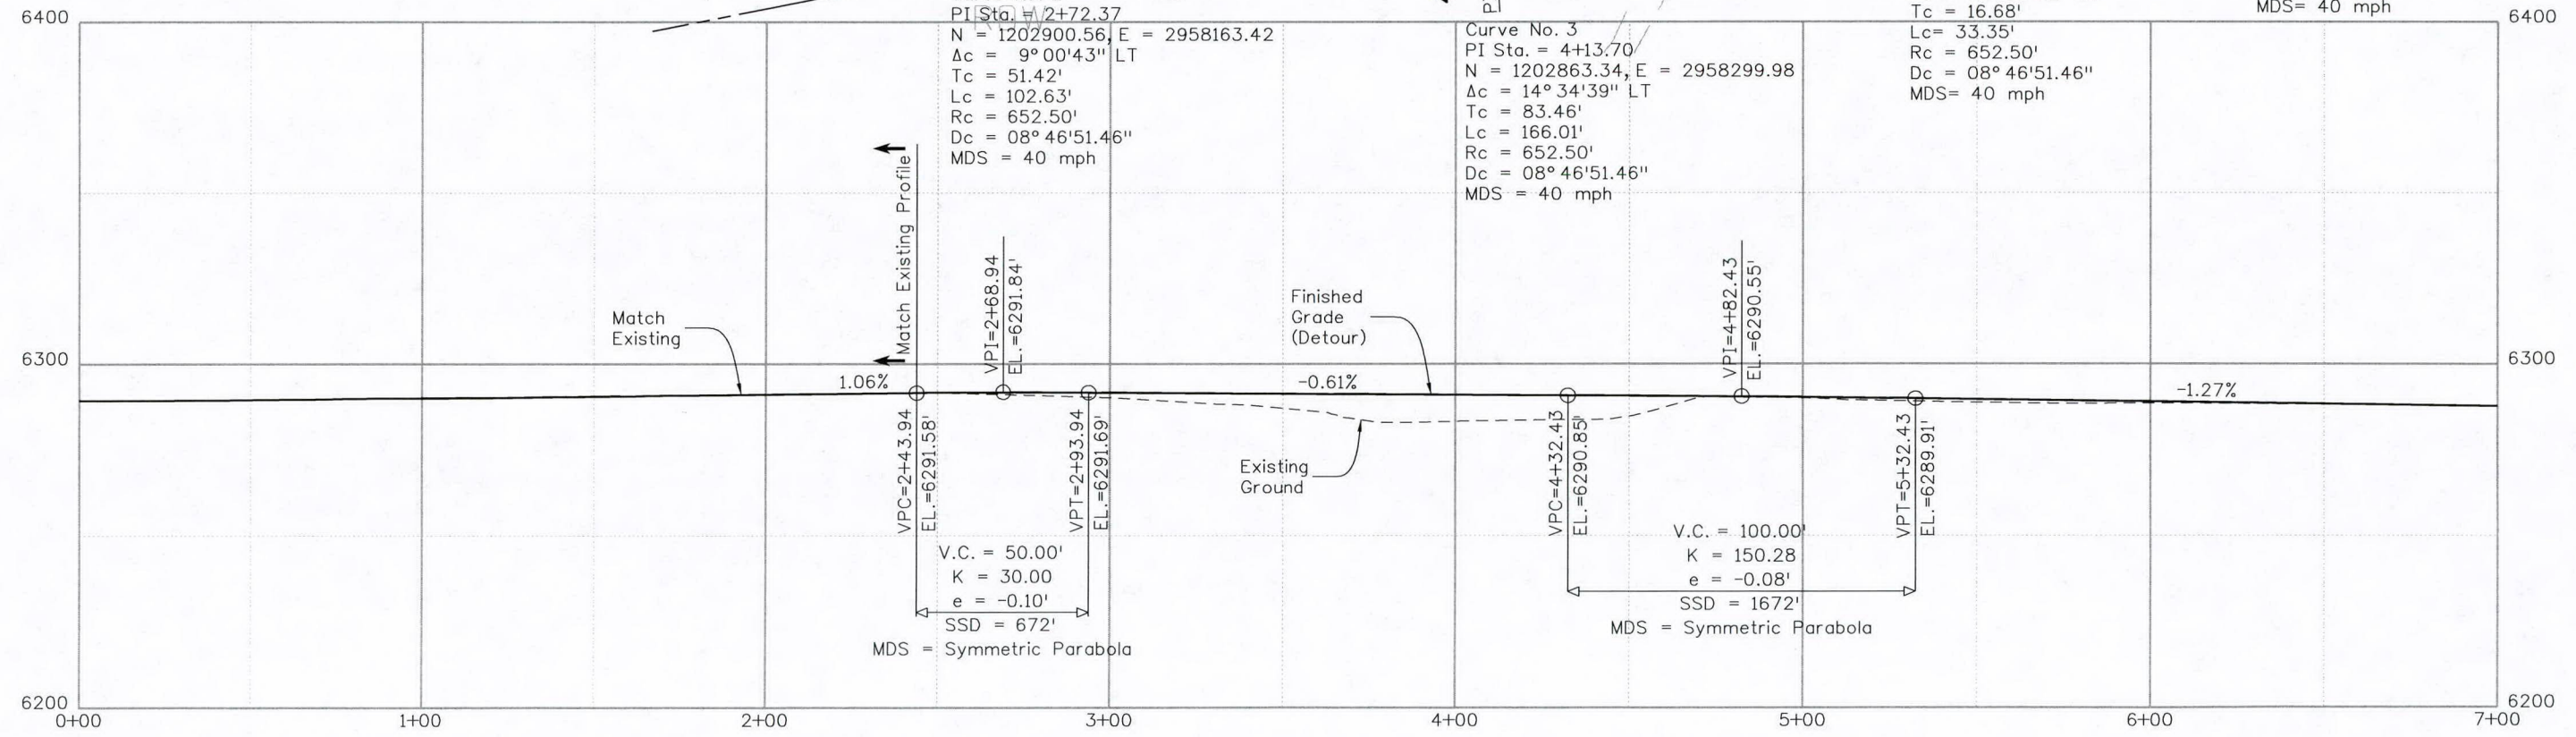 6400
ROW
PI Sta. = 2+72.37
N = 1202900.56, E = 2958163.42
Δc = 9°00'43" LT
Tc = 51.42'
Lc = 102.63'
Rc = 652.50'
Dc = 08°46'51.46"
MDS = 40 mph
PI
Curve No. 3
PI Sta. = 4+13.70
N = 1202863.34, E = 2958299.98
Δc = 14°34'39" LT
Tc = 83.46'
Lc = 166.01'
Rc = 652.50'
Dc = 08°46'51.46"
MDS = 40 mph
Tc = 16.68'
Lc= 33.35'
Rc = 652.50'
Dc = 08°46'51.46"
MDS= 40 mph
MDS= 40 mph
6400
Match Existing Profile
VPI=2+68.94
EL.=6291.84'
Match
Existing
Finished
Grade
(Detour)
VPI=4+82.43
EL.=6290.55'
6300
6300
1.06%
-0.61%
-1.27%
VPC=2+43.94
EL.=6291.58'
VPT=2+93.94
EL.=6291.69'
Existing
Ground
VPC=4+32.43
EL.=6290.85'
VPT=5+32.43
EL.=6289.91'
V.C. = 50.00'
K = 30.00
e = -0.10'
SSD = 672'
MDS = Symmetric Parabola
V.C. = 100.00'
K = 150.28
e = -0.08'
SSD = 1672'
MDS = Symmetric Parabola
6200
6200
0+00
1+00
2+00
3+00
4+00
5+00
6+00
7+00